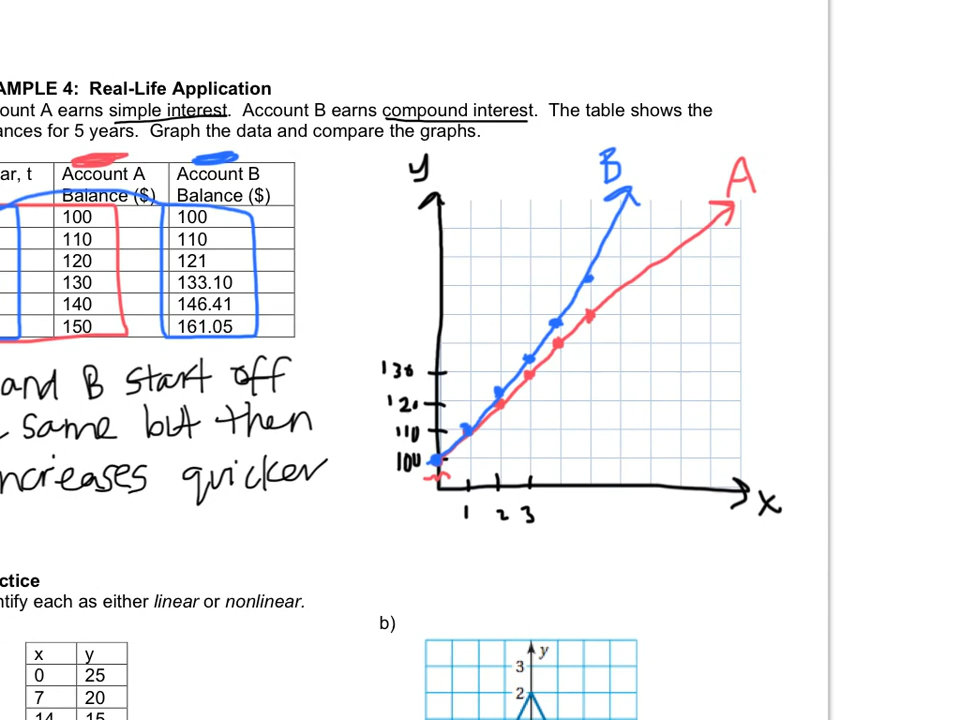 AMPLE 4: Real-Life Application
ount A earns simple interest. Account B earns compound interest. The table shows the
ances for 5 years. Graph the data and compare the graphs.
ar, t Account A Balance ($) Account B Balance ($)
100 100
110 110
120 121
130 133.10
140 146.41
150 161.05
and B start off
same but then
ncreases quicker
y
B
A
130
120
110
100
1 2 3
x
ctice
ntify each as either linear or nonlinear.
x y
0 25
7 20
14 15
b)
y
3
2